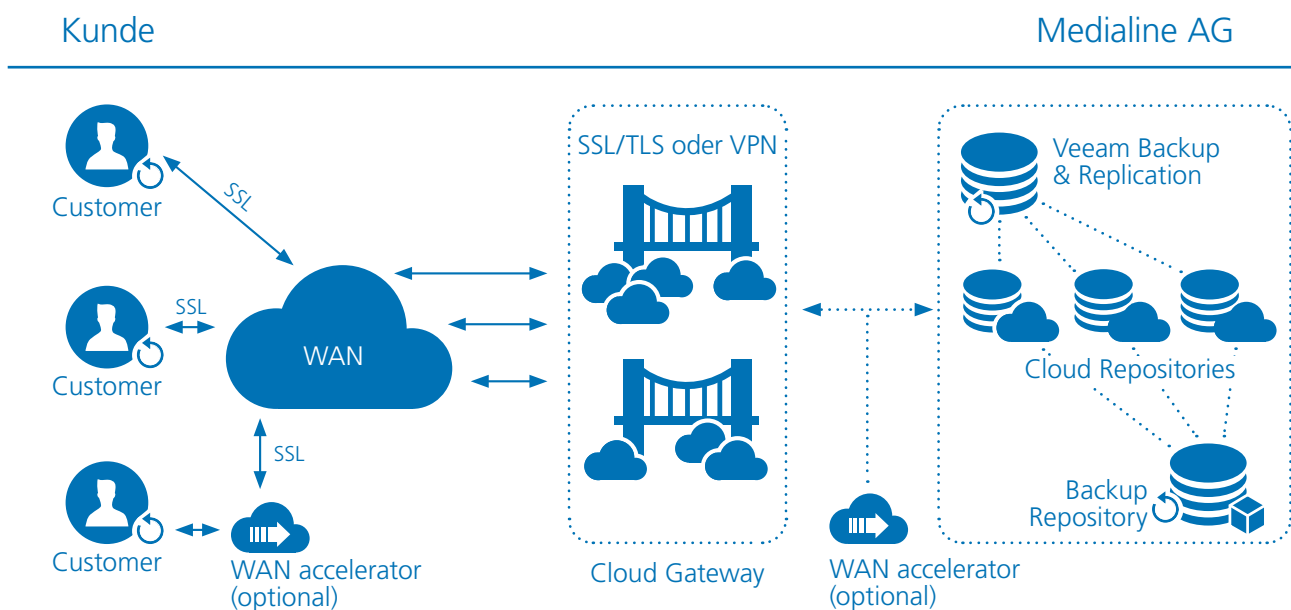 Kunde
Medialine AG
SSL/TLS oder VPN
Veeam Backup
& Replication
Customer
SSL
Customer
SSL
WAN
Cloud Repositories
SSL
Customer
WAN accelerator
(optional)
Cloud Gateway
WAN accelerator
(optional)
Backup
Repository